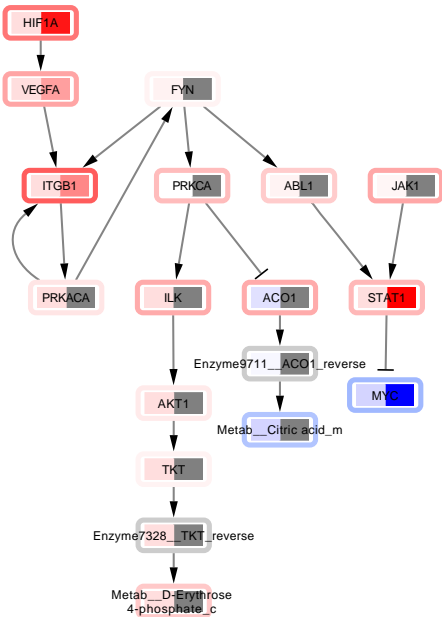 HIF1A
VEGFA
FYN
ITGB1
PRKCA
ABL1
JAK1
PRKACA
ILK
ACO1
STAT1
Enzyme9711__ACO1_reverse
MYC
AKT1
Metab__Citric acid_m
TKT
Enzyme7328__TKT_reverse
Metab__D-Erythrose
4-phosphate_c